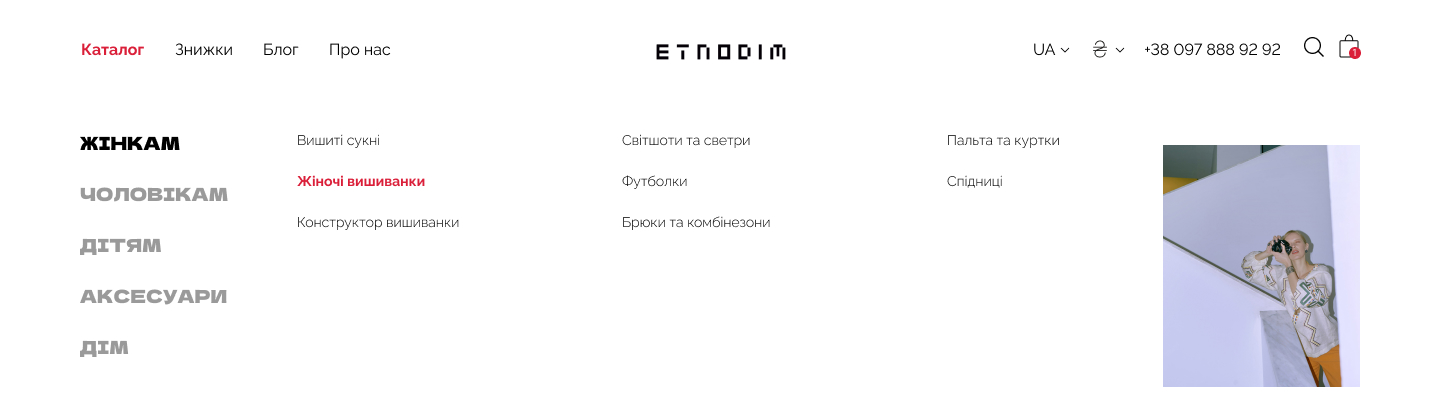 Каталог Знижки Блог Про нас ETNODIM UA ₴ +38 097 888 92 92 1
ЖІНКАМ
ЧОЛОВІКАМ
ДІТЯМ
АКСЕСУАРИ
ДІМ
Вишиті сукні
Жіночі вишиванки
Конструктор вишиванки
Світшоти та светри
Футболки
Брюки та комбінезони
Пальта та куртки
Спідниці